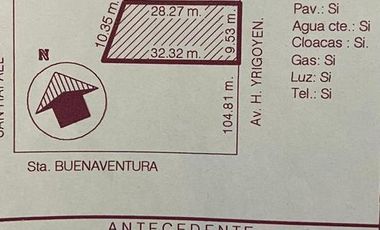 28.27 m.
10.35 m.
32.32 m.
9.53 m
104.81 m.
AV. H. YRIGOYEN.
N
Sta. BUENAVENTURA
Pav.: Si
Agua cte.: Si
Cloacas : Si.
Gas: Si
Luz: Si
Tel.: Si
ANTECEDENTE